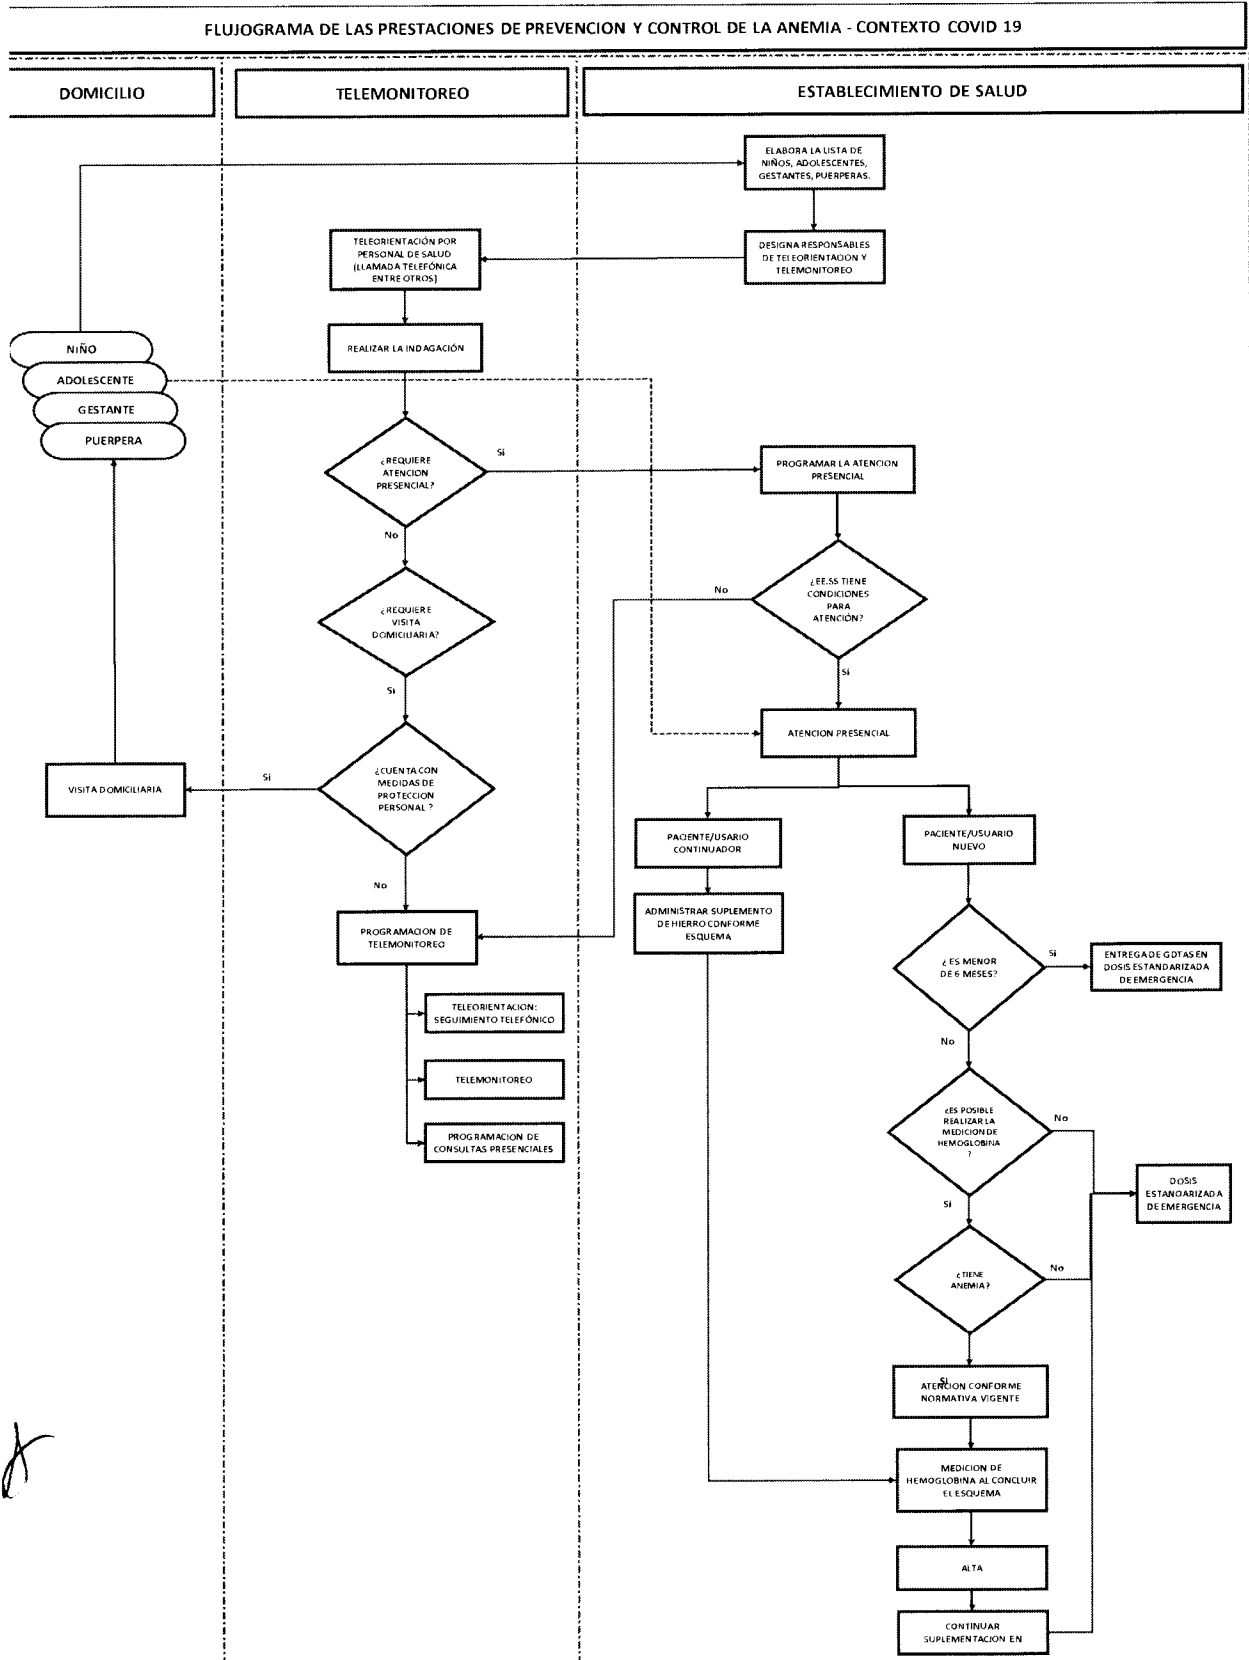 FLUJOGRAMA DE LAS PRESTACIONES DE PREVENCION Y CONTROL DE LA ANEMIA - CONTEXTO COVID 19
DOMICILIO
TELEMONITOREO
ESTABLECIMIENTO DE SALUD
ELABORA LA LISTA DE
NIÑOS, ADOLESCENTES,
GESTANTES, PUERPERAS.
TELEORIENTACIÓN POR
PERSONAL DE SALUD
(LLAMADA TELEFÓNICA
ENTRE OTROS)
DESIGNA RESPONSABLES
DE TELEORIENTACION Y
TELEMONITOREO
REALIZAR LA INDAGACIÓN
NIÑO
ADOLESCENTE
GESTANTE
PUERPERA
¿REQUIERE
ATENCION
PRESENCIAL?
Si
No
PROGRAMAR LA ATENCION
PRESENCIAL
¿EE.SS TIENE
CONDICIONES
PARA
ATENCIÓN?
No
Si
¿REQUIERE
VISITA
DOMICILIARIA?
Si
ATENCION PRESENCIAL
VISITA DOMICILIARIA
Si
¿CUENTA CON
MEDIDAS DE
PROTECCION
PERSONAL ?
No
PACIENTE/USARIO
CONTINUADOR
PACIENTE/USUARIO
NUEVO
PROGRAMACION DE
TELEMONITOREO
ADMINISTRAR SUPLEMENTO
DE HIERRO CONFORME
ESQUEMA
¿ ES MENOR
DE 6 MESES?
Si
No
ENTREGA DE GOTAS EN
DOSIS ESTANDARIZADA
DE EMERGENCIA
TELEORIENTACION:
SEGUIMIENTO TELEFÓNICO
TELEMONITOREO
PROGRAMACION DE
CONSULTAS PRESENCIALES
¿ES POSIBLE
REALIZAR LA
MEDICION DE
HEMOGLOBINA
?
No
Si
DOSIS
ESTANDARIZADA
DE EMERGENCIA
¿TIENE
ANEMIA?
No
Si
ATENCION CONFORME
NORMATIVA VIGENTE
MEDICION DE
HEMOGLOBINA AL CONCLUIR
EL ESQUEMA
ALTA
CONTINUAR
SUPLEMENTACION EN